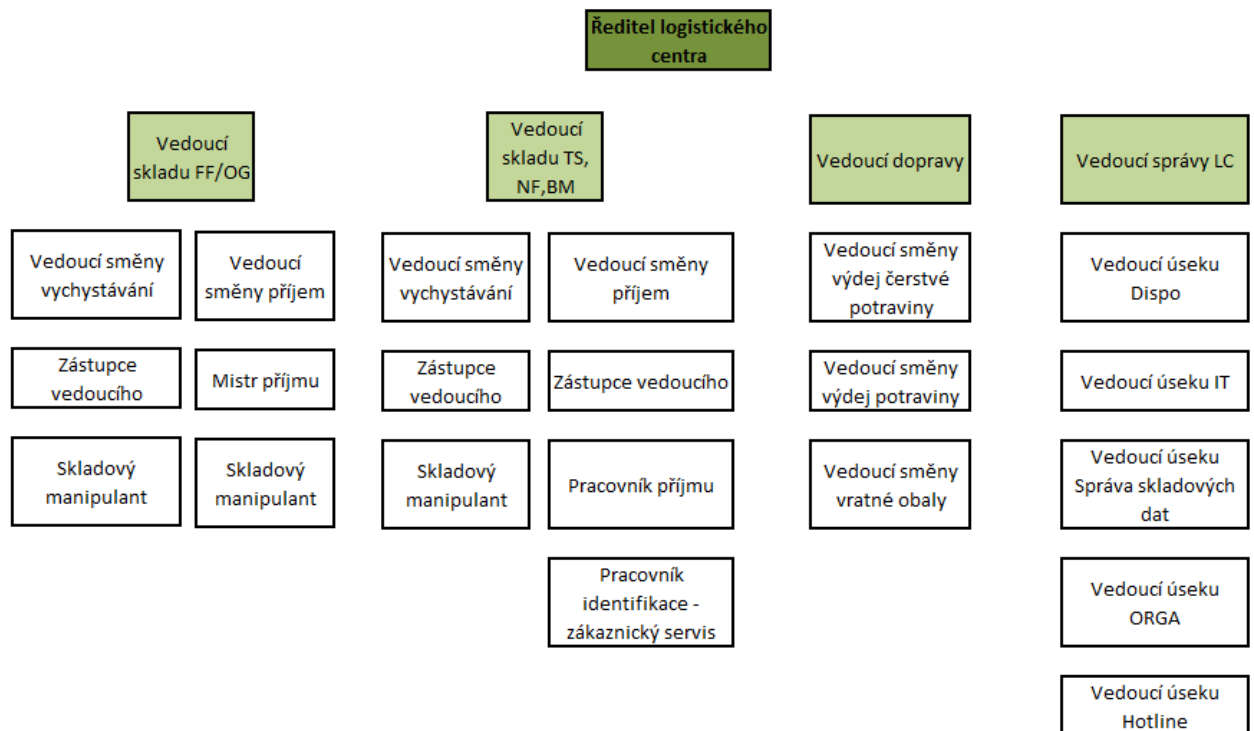 Ředitel logistického
centra
Vedoucí
skladu FF/OG
Vedoucí
skladu TS,
NF,BM
Vedoucí dopravy
Vedoucí správy LC
Vedoucí směny
vychystávání
Vedoucí
směny příjem
Vedoucí směny
vychystávání
Vedoucí směny
příjem
Vedoucí směny
výdej čerstvé
potraviny
Vedoucí úseku
Dispo
Zástupce
vedoucího
Mistr příjmu
Zástupce
vedoucího
Zástupce vedoucího
Vedoucí směny
výdej potraviny
Vedoucí úseku IT
Skladový
manipulant
Skladový
manipulant
Skladový
manipulant
Pracovník příjmu
Vedoucí směny
vratné obaly
Vedoucí úseku
Správa skladových
dat
Pracovník
identifikace -
zákaznický servis
Vedoucí úseku
ORGA
Vedoucí úseku
Hotline